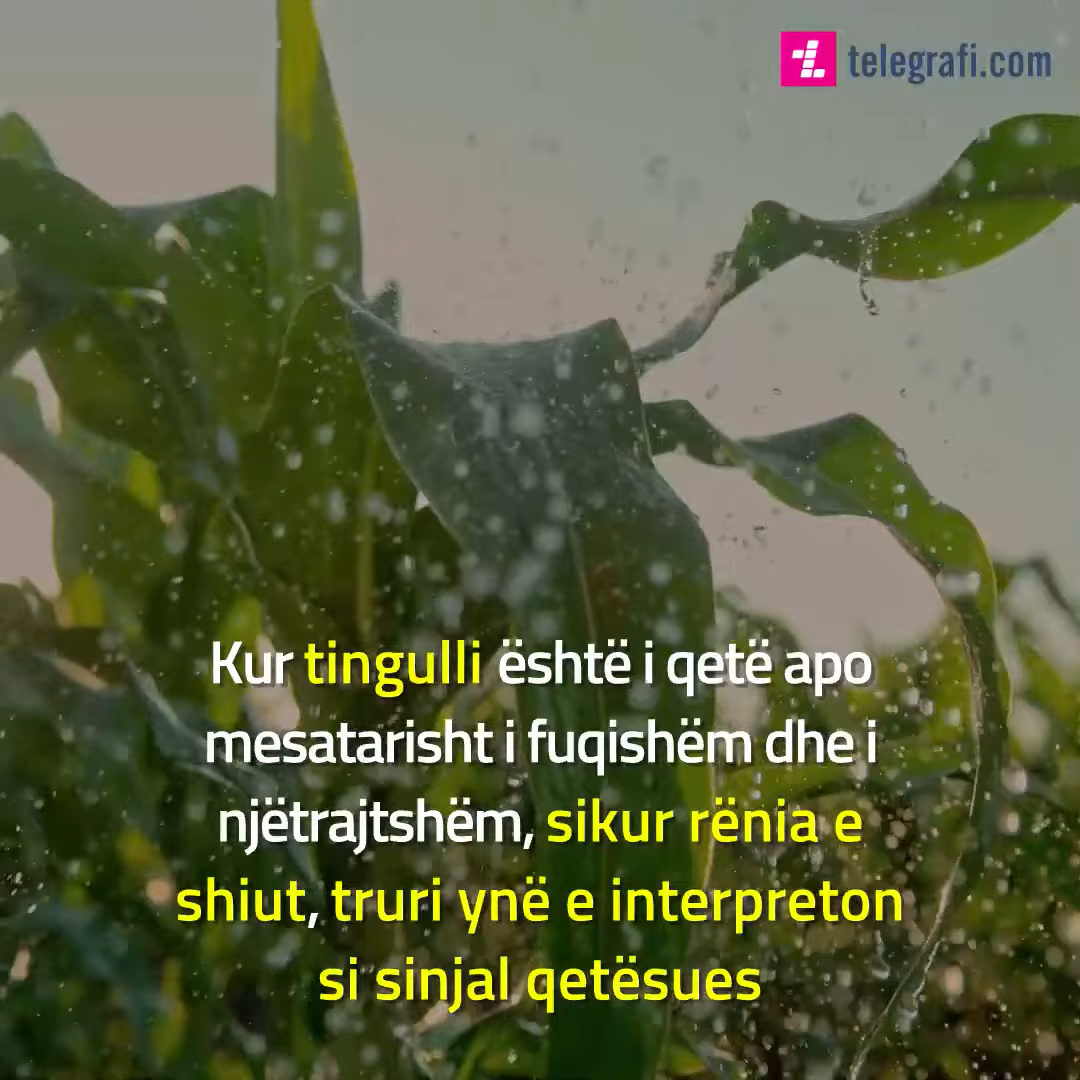 telegrafi.com
Kur tingulli është i qetë apo
mesatarisht i fuqishëm dhe i
njëtrajtshëm, sikur rënia e
shiut, truri ynë e interpreton
si sinjal qetësues